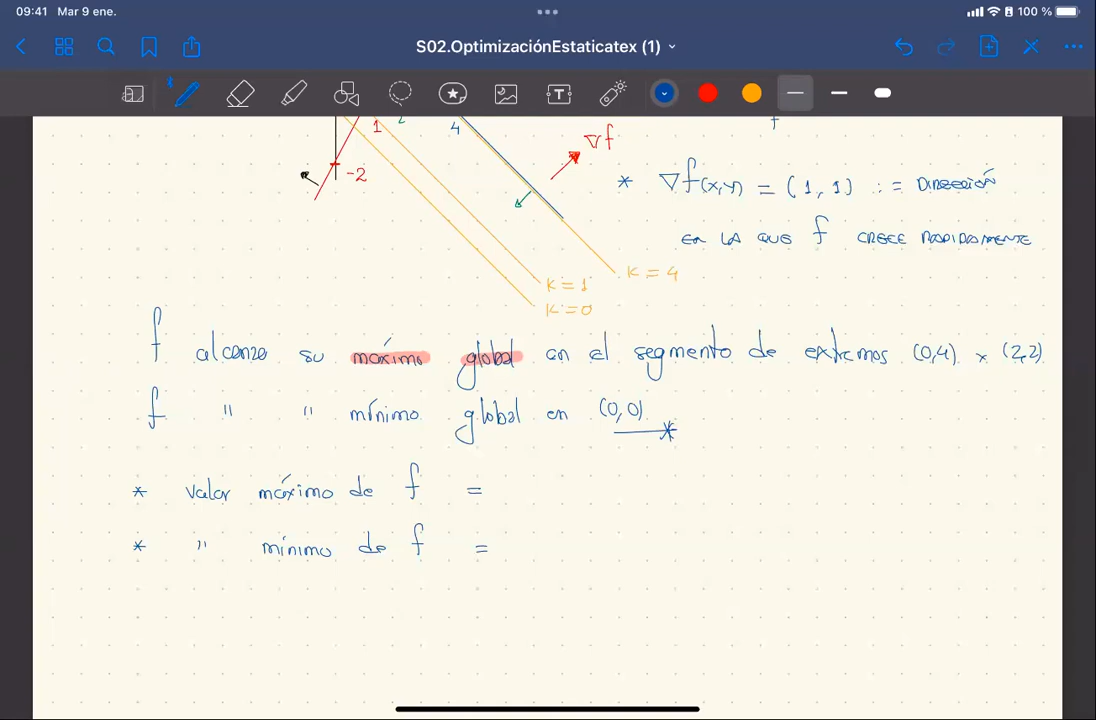 09:41 Mar 9 ene.
100 %
S02.OptimizaciónEstaticatex (1)
T
1 2 4
∇f
-2
* ∇f(x,y) = (1,1) := DIRECCIÓN
EN LA QUE f CRECE RAPIDAMENTE
K = 4
K = 1
K = 0
f alcanza su máximo global en el segmento de extremos (0,4) y (2,2)
f " " mínimo global en (0,0)
* Valor máximo de f =
* " mínimo de f =